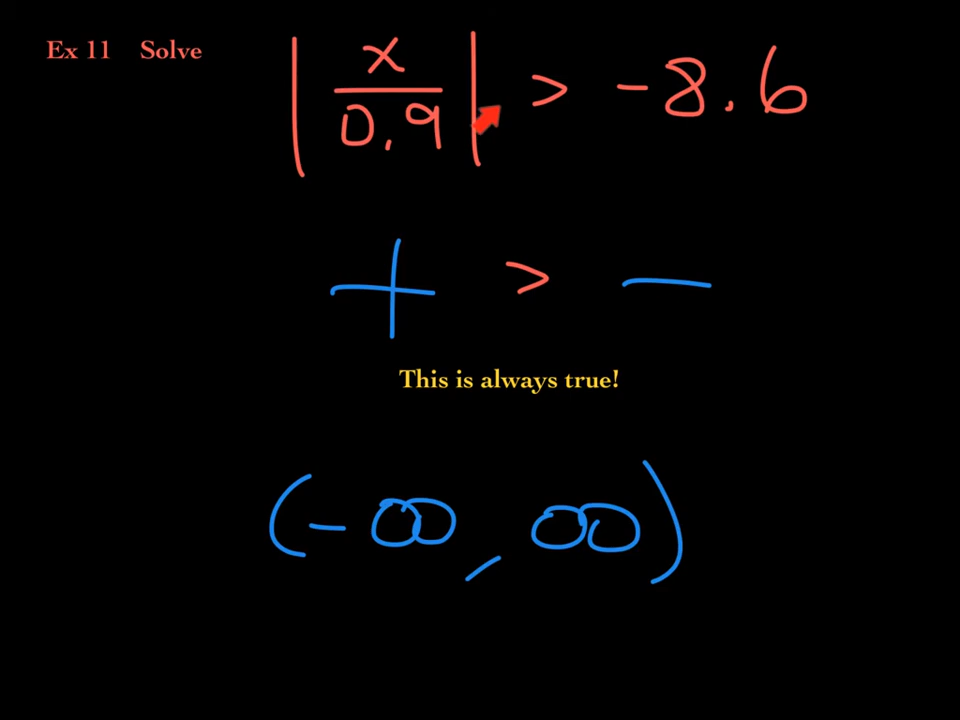 Ex 11 Solve
|x/0.9| > -8.6
+ > -
This is always true!
(-∞, ∞)